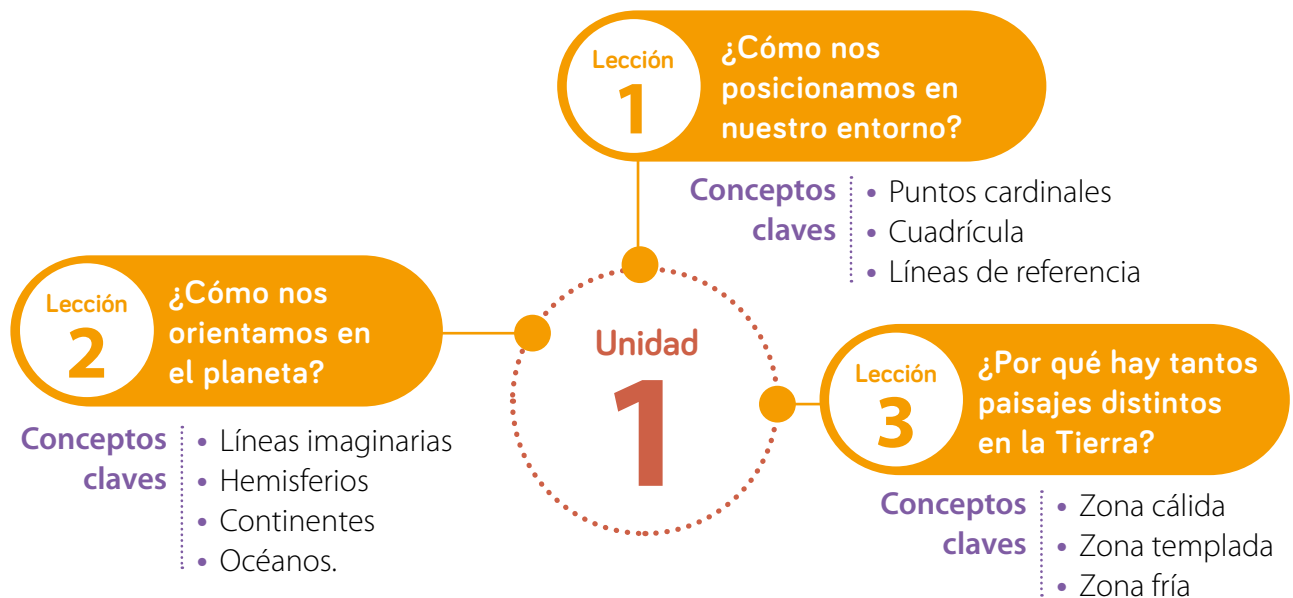 Lección
1
¿Cómo nos
posicionamos en
nuestro entorno?
Conceptos
claves
• Puntos cardinales
• Cuadrícula
• Líneas de referencia
Lección
2
¿Cómo nos
orientamos en
el planeta?
Conceptos
claves
• Líneas imaginarias
• Hemisferios
• Continentes
• Océanos.
Unidad
1
Lección
3
¿Por qué hay tantos
paisajes distintos
en la Tierra?
Conceptos
claves
• Zona cálida
• Zona templada
• Zona fría